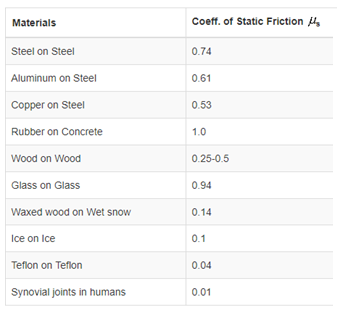 Materials Coeff. of Static Friction μs
Steel on Steel 0.74
Aluminum on Steel 0.61
Copper on Steel 0.53
Rubber on Concrete 1.0
Wood on Wood 0.25-0.5
Glass on Glass 0.94
Waxed wood on Wet snow 0.14
Ice on Ice 0.1
Teflon on Teflon 0.04
Synovial joints in humans 0.01